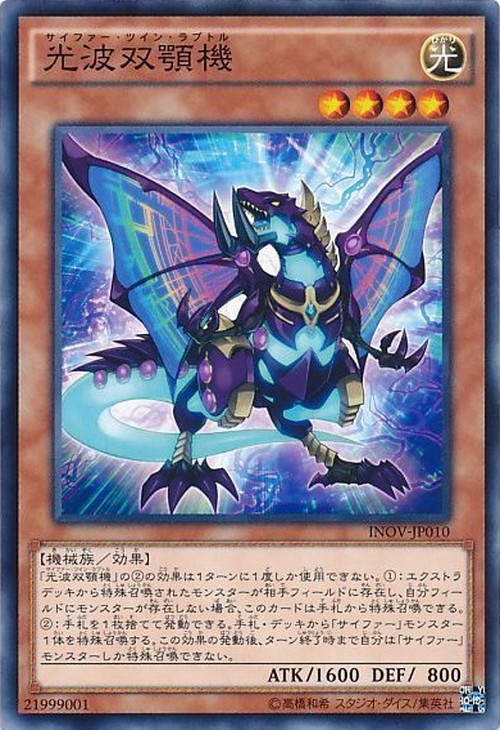 サイファー・ツイン・ラプトル
光波双顎機
ひかり
光
INOV-JP010
【機械族／効果】
「光波双顎機」の②の効果は1ターンに1度しか使用できない。①：エクストラ
デッキから特殊召喚されたモンスターが相手フィールドに存在し、自分フィ
ールドにモンスターが存在しない場合、このカードは手札から特殊召喚できる。
②：手札を1枚捨てて発動できる。手札・デッキから「サイファー」モンスター
1体を特殊召喚する。この効果の発動後、ターン終了時まで自分は「サイファー」
モンスターしか特殊召喚できない。
ATK/1600 DEF/ 800
21999001
©高橋和希 スタジオ・ダイス/集英社